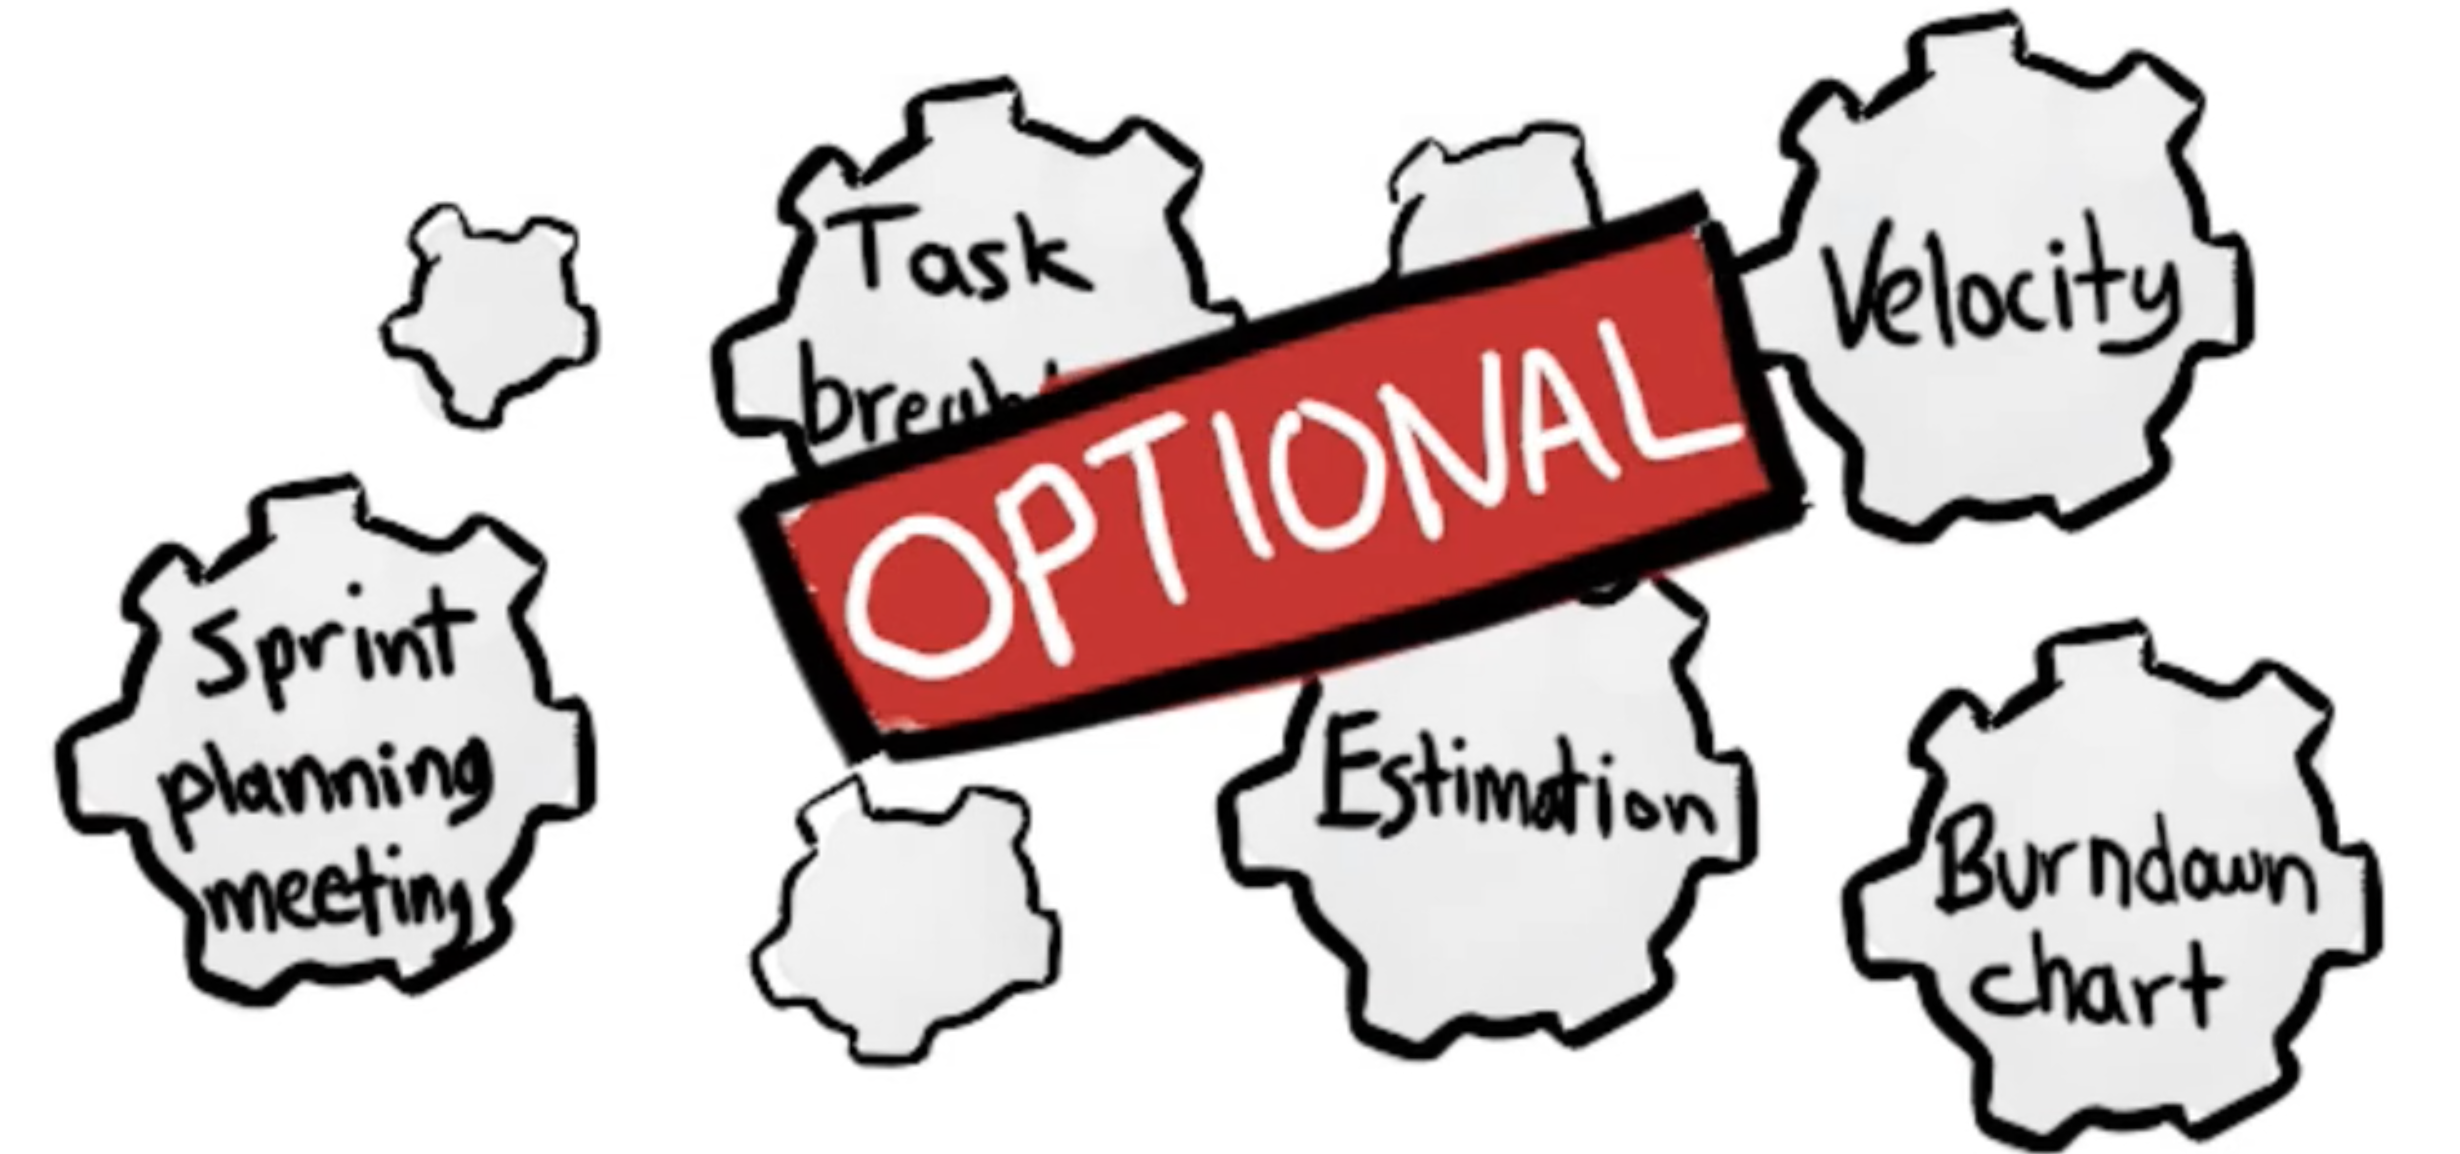 Task
OPTIONAL
Velocity
Sprint
planning
meeting
Estimation
Burndown
chart